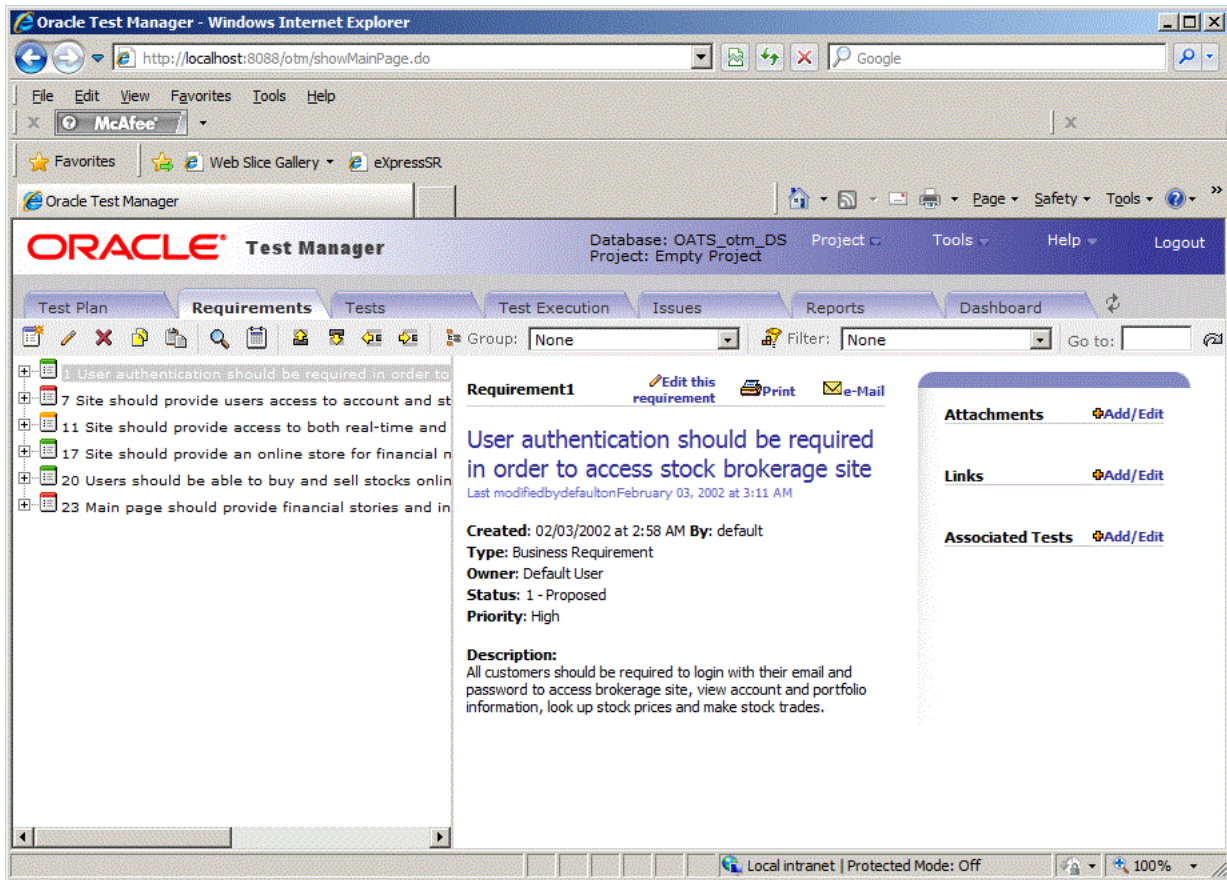 Oracle Test Manager - Windows Internet Explorer
http://localhost:8088/otm/showMainPage.do
Google
File Edit View Favorites Tools Help
McAfee
Favorites Web Slice Gallery eXpressSR
Oracle Test Manager
Page Safety Tools »
ORACLE Test Manager
Database: OATS_otm_DS Project Tools Help Logout
Project: Empty Project
Test Plan Requirements Tests Test Execution Issues Reports Dashboard
Group: None Filter: None Go to:
1 User authentication should be required in order to
7 Site should provide users access to account and st
11 Site should provide access to both real-time and
17 Site should provide an online store for financial n
20 Users should be able to buy and sell stocks onlin
23 Main page should provide financial stories and in
Requirement1 Edit this requirement Print e-Mail
User authentication should be required
in order to access stock brokerage site
Last modifiedbydefaultonFebruary 03, 2002 at 3:11 AM
Created: 02/03/2002 at 2:58 AM By: default
Type: Business Requirement
Owner: Default User
Status: 1 - Proposed
Priority: High
Description:
All customers should be required to login with their email and
password to access brokerage site, view account and portfolio
information, look up stock prices and make stock trades.
Attachments Add/Edit
Links Add/Edit
Associated Tests Add/Edit
Local intranet | Protected Mode: Off 100%